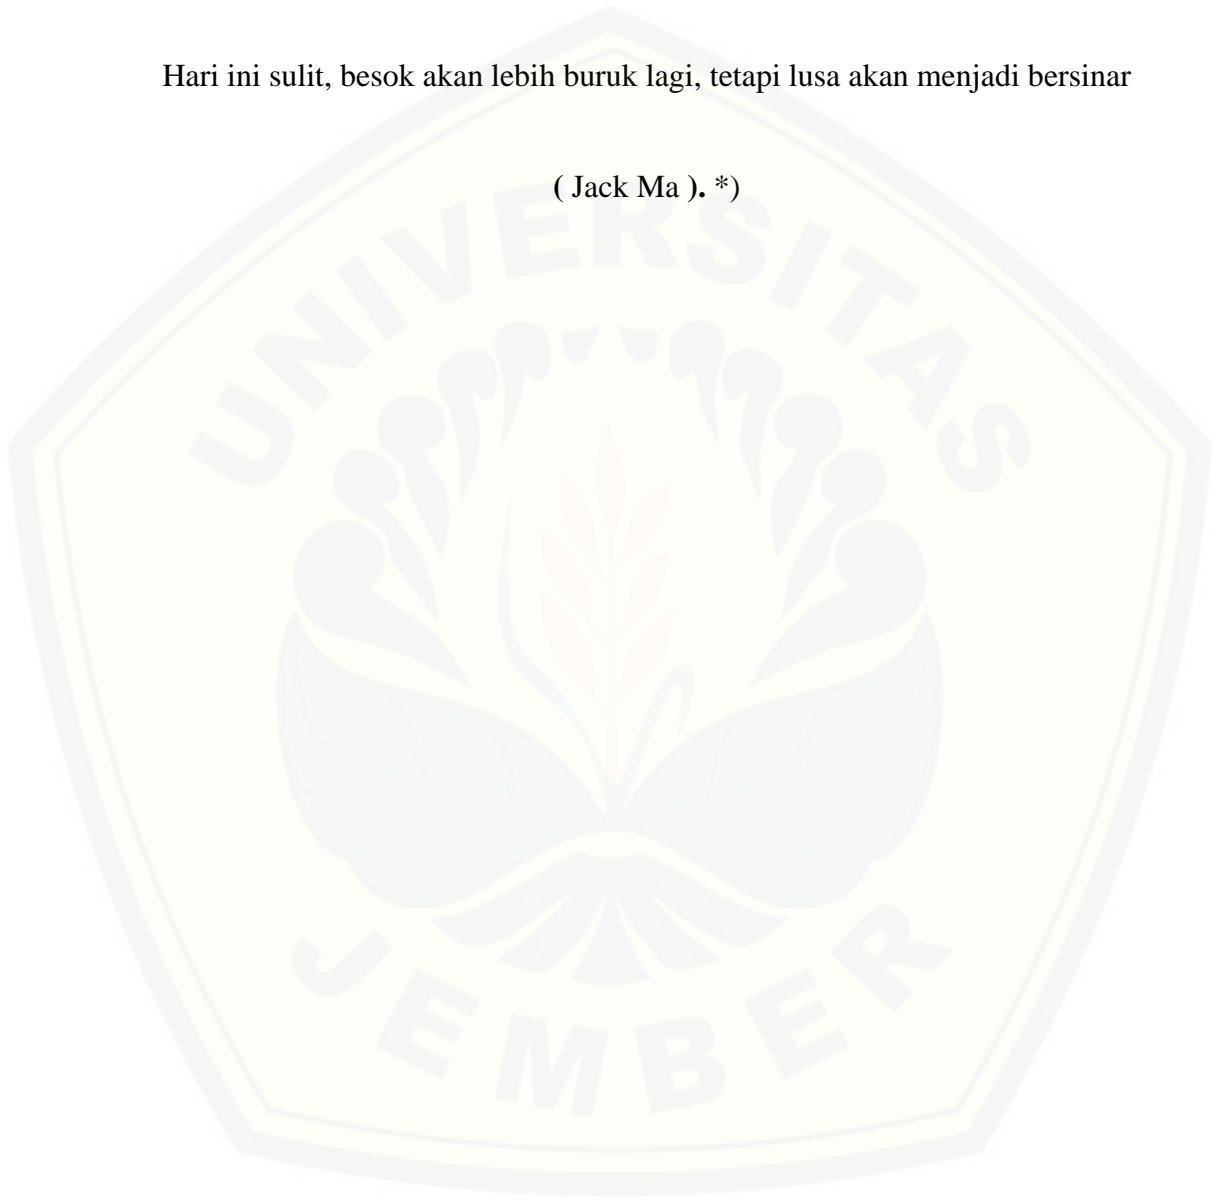 Hari ini sulit, besok akan lebih buruk lagi, tetapi lusa akan menjadi bersinar
( Jack Ma ). *)
UNIVERSITAS
JEMBER